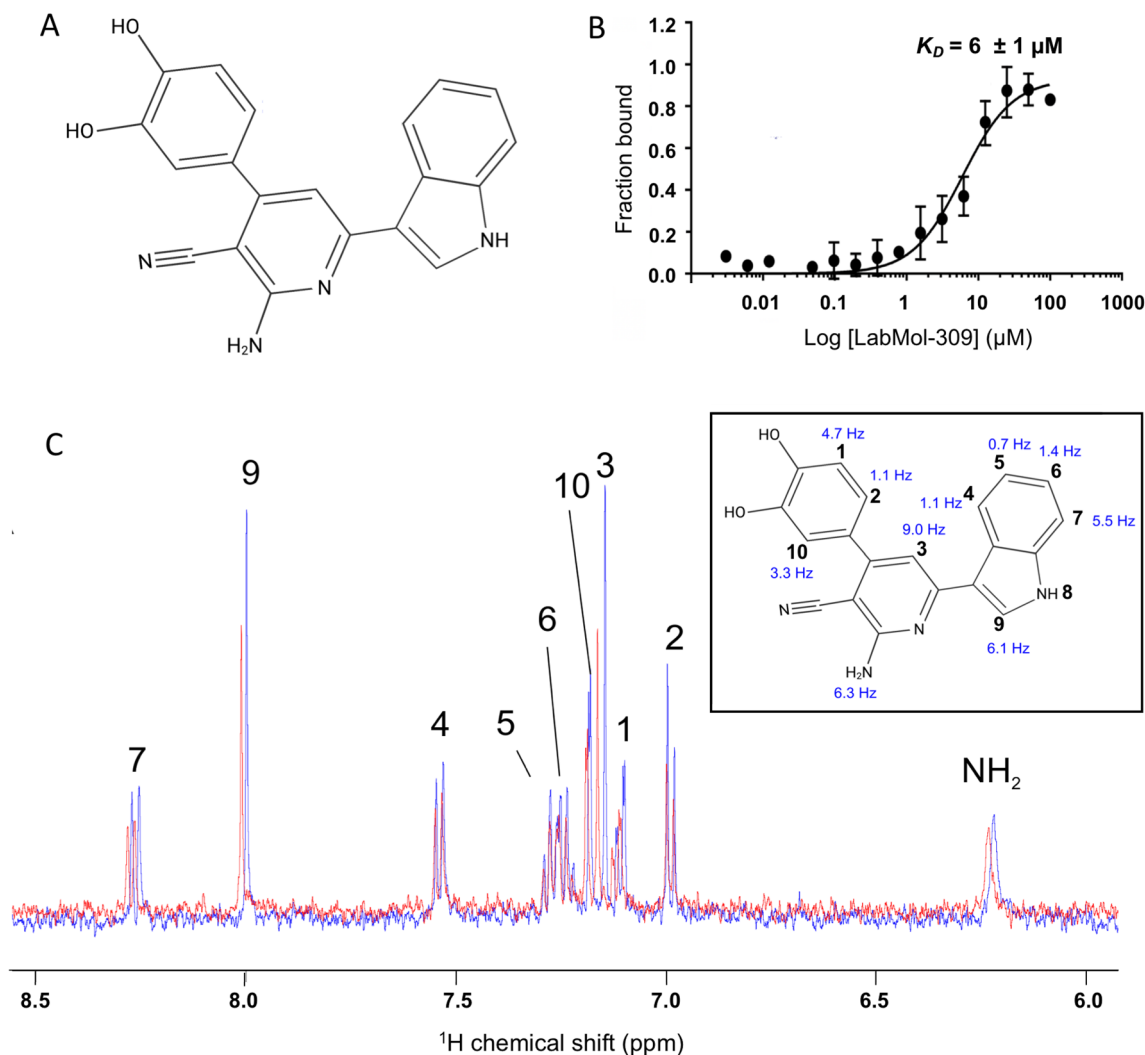 A
HO
HO
N
N
NH
H₂N
B
K_D = 6 ± 1 µM
Fraction bound
1.2
1.0
0.8
0.6
0.4
0.2
0.0
0.01
0.1
1
10
100
1000
Log [LabMol-309] (µM)
C
7
9
4
5
6
10
3
1
2
NH₂
HO
4.7 Hz
1
1.1 Hz
2
HO
10
3.3 Hz
0.7 Hz
5
1.4 Hz
6
1.1 Hz
4
7
5.5 Hz
9.0 Hz
3
NH 8
9
6.1 Hz
N
N
H₂N
6.3 Hz
8.5
8.0
7.5
7.0
6.5
6.0
¹H chemical shift (ppm)